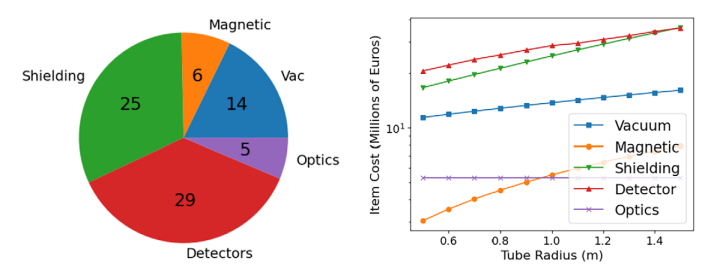 Magnetic
Shielding
Vac
6
25
14
5
Optics
29
Detectors
Item Cost (Millions of Euros)
10¹
Vacuum
Magnetic
Shielding
Detector
Optics
0.6 0.8 1.0 1.2 1.4
Tube Radius (m)